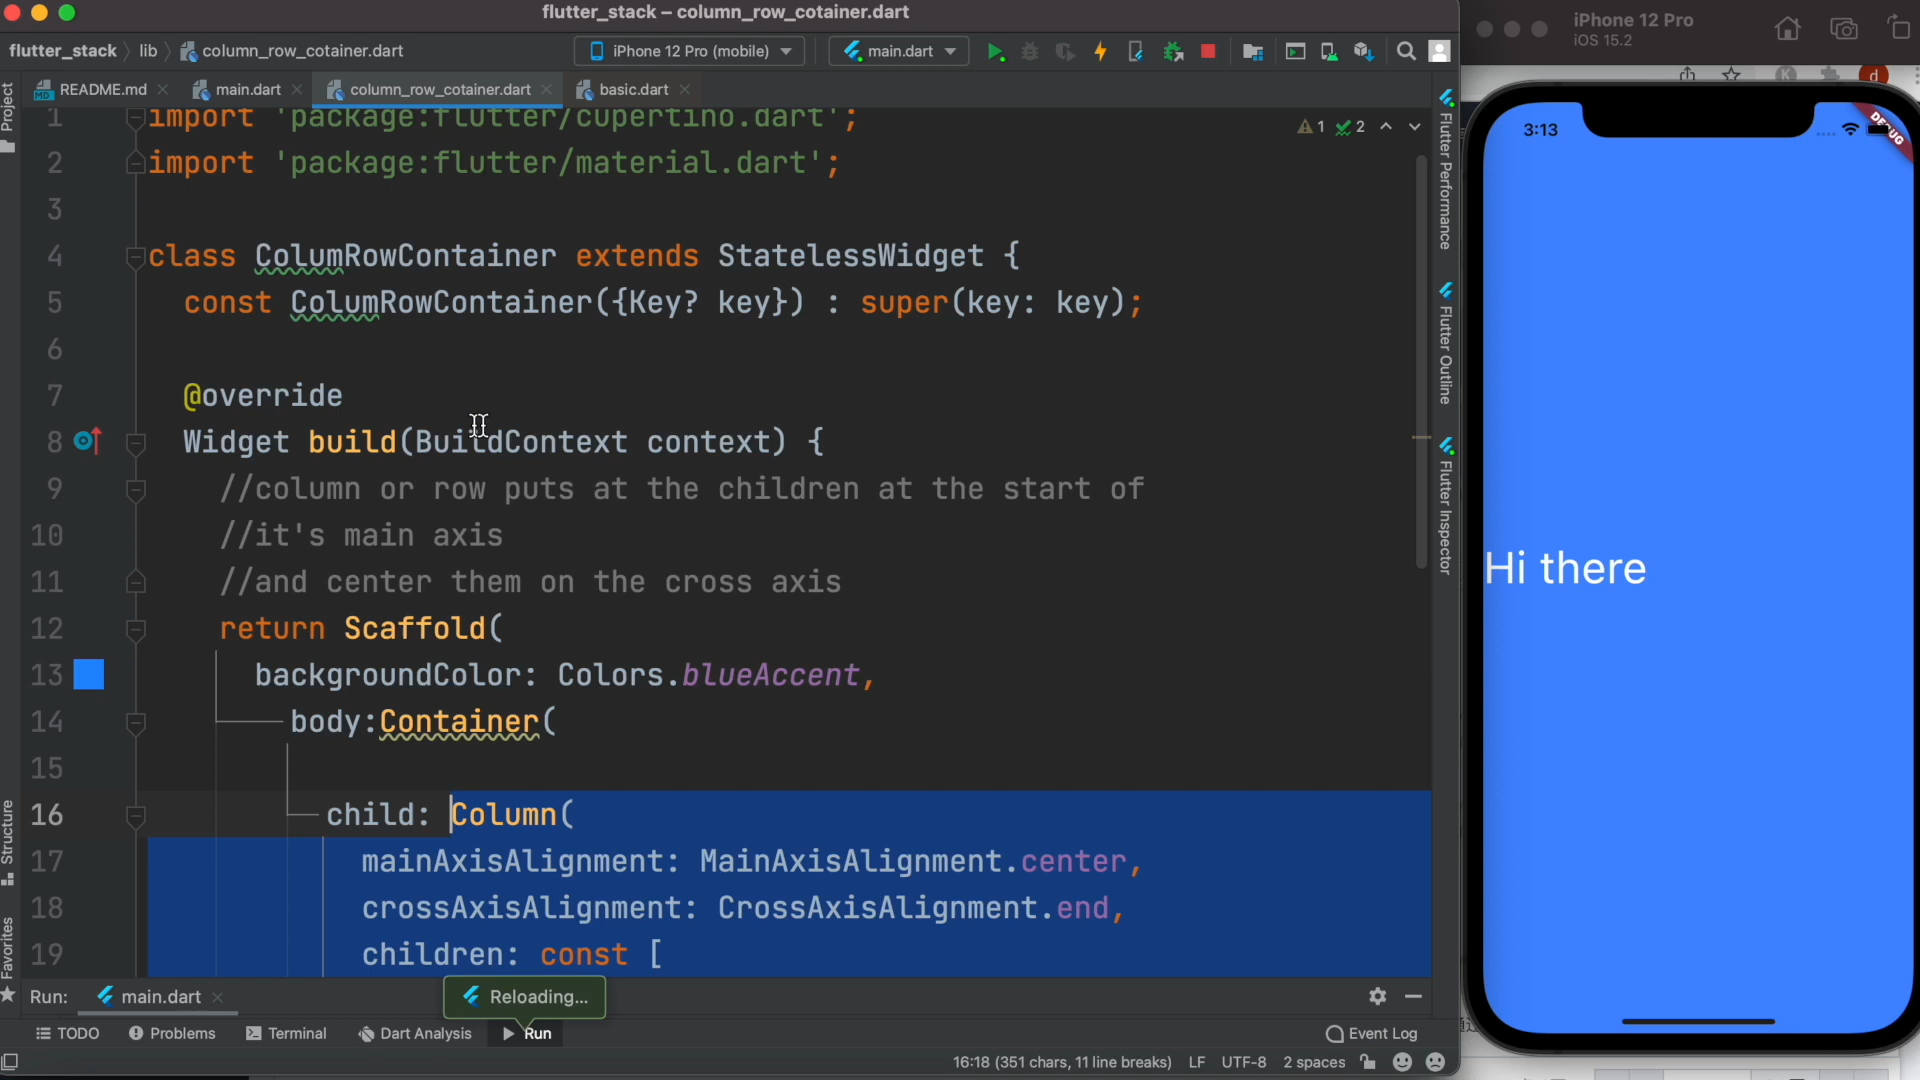 flutter_stack – column_row_cotainer.dart
flutter_stack lib column_row_cotainer.dart
iPhone 12 Pro (mobile) main.dart
README.md main.dart column_row_cotainer.dart basic.dart
1 import 'package:flutter/cupertino.dart';
1 2
2 import 'package:flutter/material.dart';
3
4 class ColumRowContainer extends StatelessWidget {
5 const ColumRowContainer({Key? key}) : super(key: key);
6
7 @override
8 Widget build(BuildContext context) {
9 //column or row puts at the children at the start of
10 //it's main axis
11 //and center them on the cross axis
12 return Scaffold(
13 backgroundColor: Colors.blueAccent,
14 body:Container(
15
16 child: Column(
17 mainAxisAlignment: MainAxisAlignment.center,
18 crossAxisAlignment: CrossAxisAlignment.end,
19 children: const [
Project
Structure
Favorites
Flutter Performance
Flutter Outline
Flutter Inspector
Run: main.dart
Reloading...
TODO Problems Terminal Dart Analysis Run Event Log
16:18 (351 chars, 11 line breaks) LF UTF-8 2 spaces
iPhone 12 Pro
iOS 15.2
K d
3:13
DEBUG
Hi there